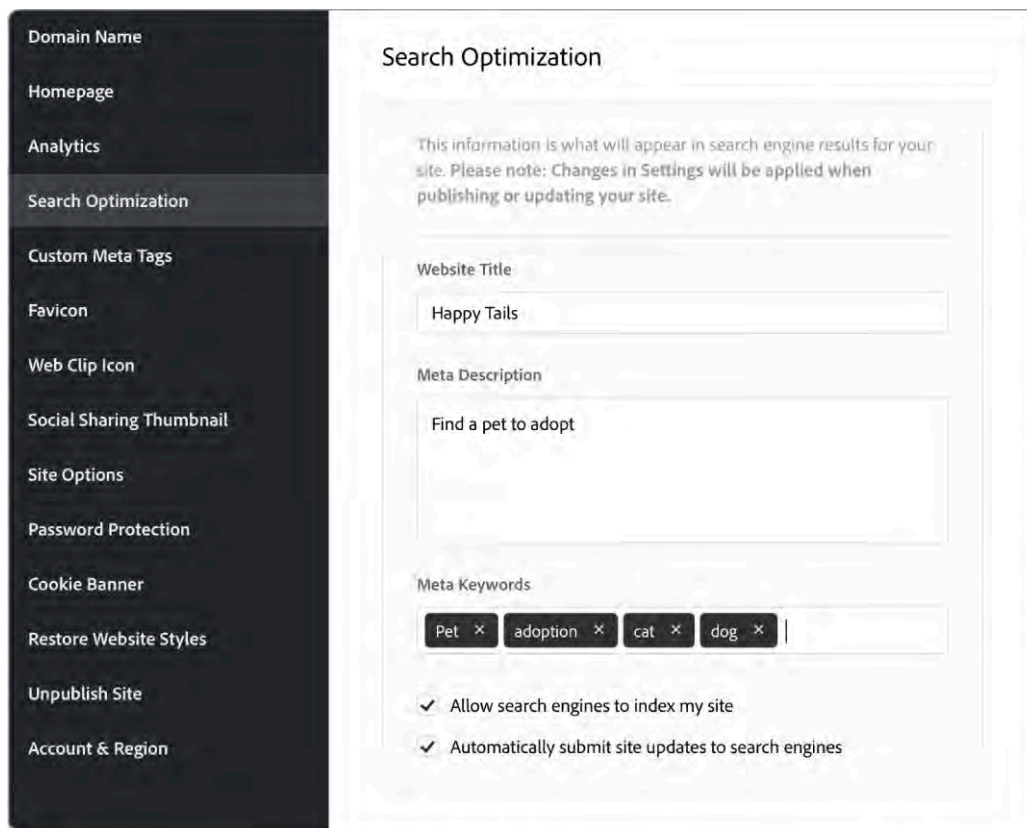 Domain Name
Homepage
Analytics
Search Optimization
Custom Meta Tags
Favicon
Web Clip Icon
Social Sharing Thumbnail
Site Options
Password Protection
Cookie Banner
Restore Website Styles
Unpublish Site
Account & Region
Search Optimization
This information is what will appear in search engine results for your
site. Please note: Changes in Settings will be applied when
publishing or updating your site.
Website Title
Happy Tails
Meta Description
Find a pet to adopt
Meta Keywords
Pet × adoption × cat × dog ×
Allow search engines to index my site
Automatically submit site updates to search engines